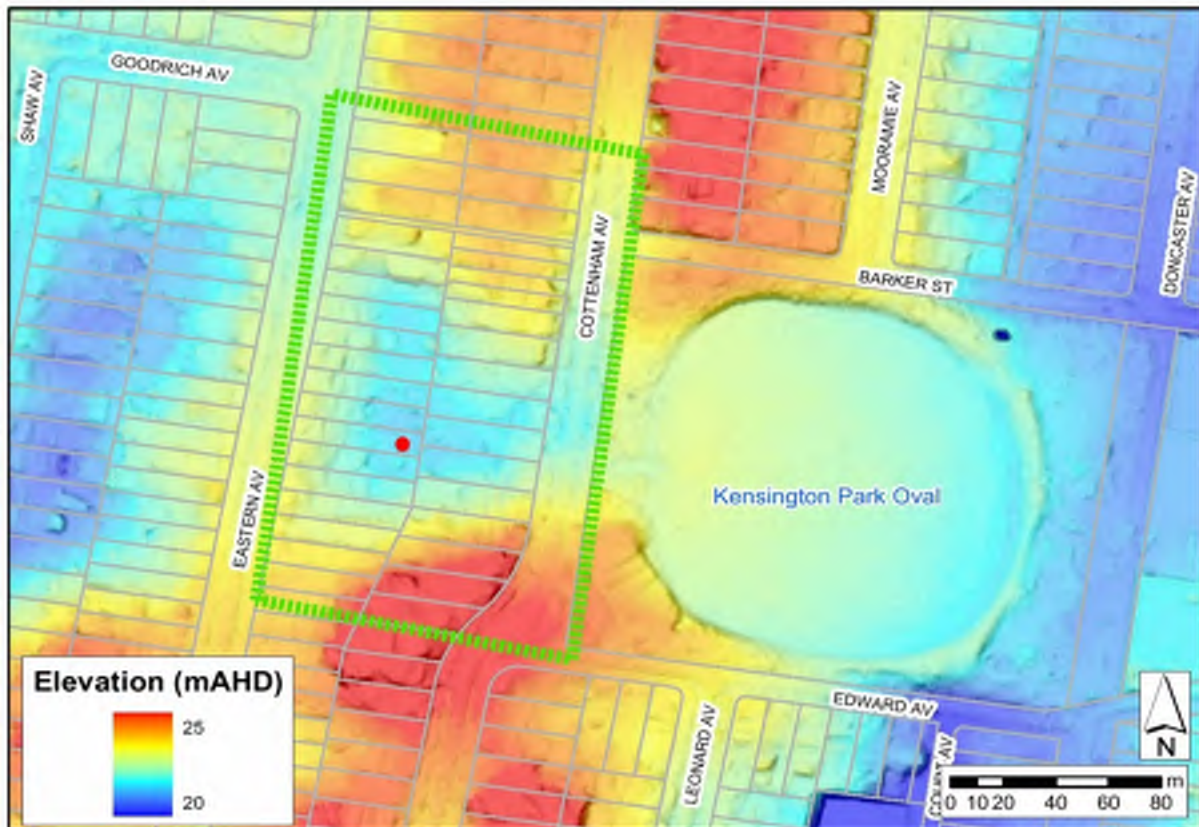 GOODRICH AV
SHAW AV
MOORAMIE AV
DONCASTER AV
COTTENHAM AV
BARKER ST
Kensington Park Oval
EASTERN AV
Elevation (mAHD)
25
20
EDWARD AV
LEONARD AV
N
m
0 10 20 40 60 80